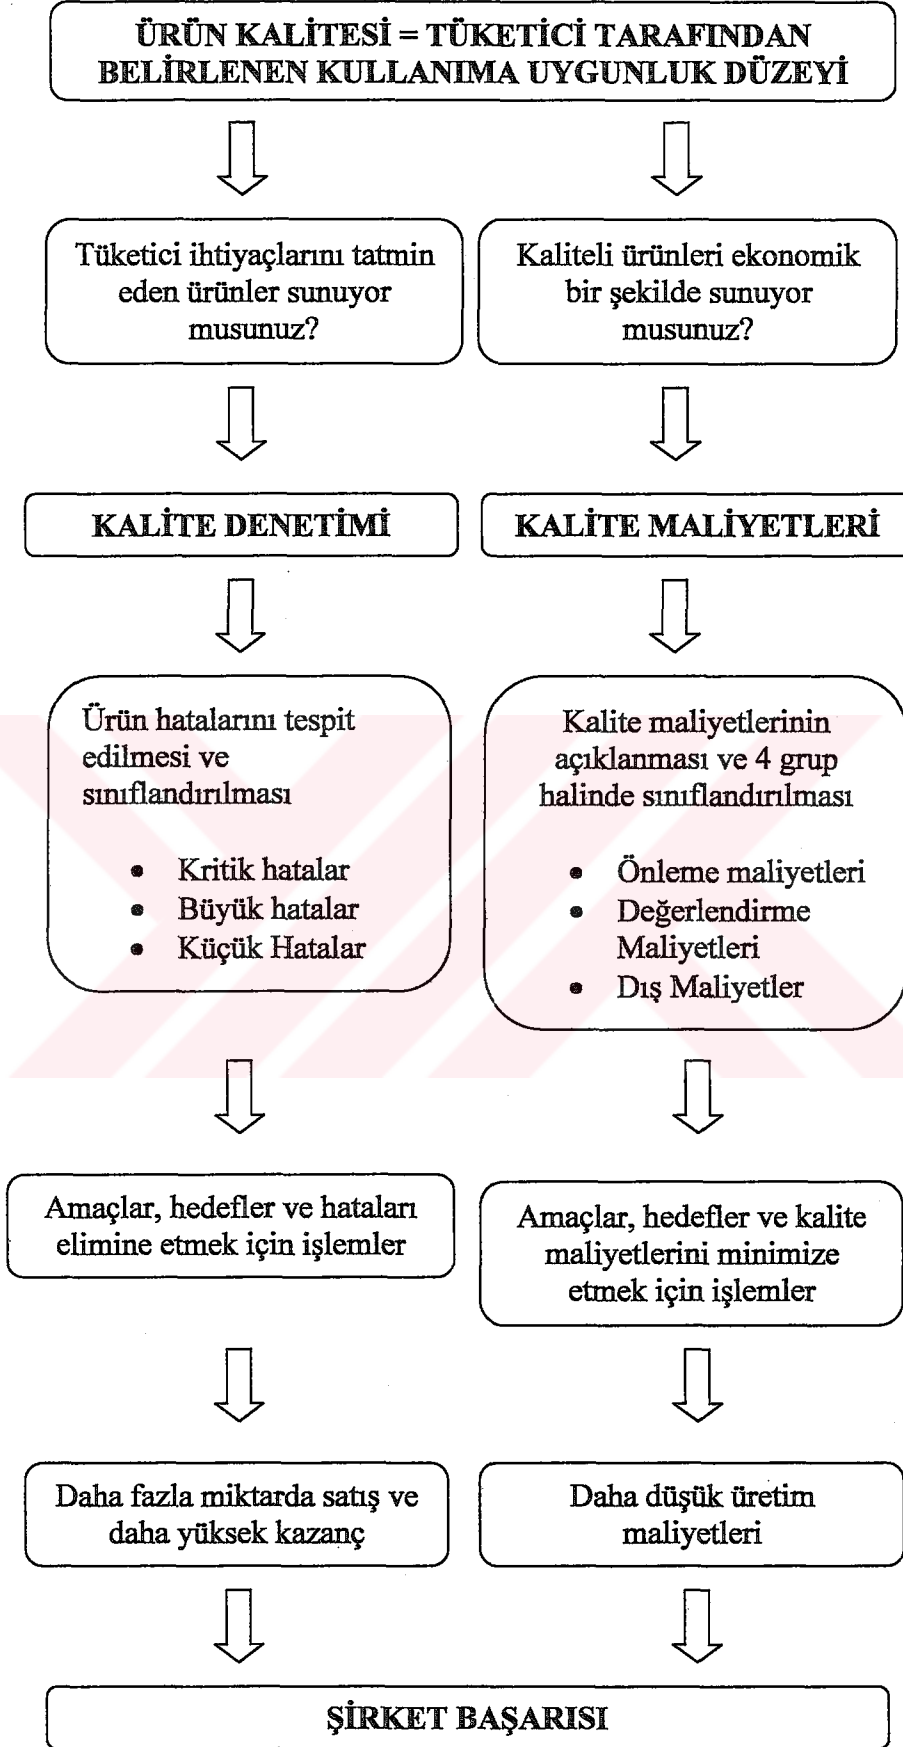 ÜRÜN KALİTESİ = TÜKETİCİ TARAFINDAN
BELİRLENEN KULLANIMA UYGUNLUK DÜZEYİ
Tüketici ihtiyaçlarını tatmin
eden ürünler sunuyor
musunuz?
Kaliteli ürünleri ekonomik
bir şekilde sunuyor
musunuz?
KALİTE DENETİMİ
KALİTE MALİYETLERİ
Ürün hatalarını tespit
edilmesi ve
sınıflandırılması
• Kritik hatalar
• Büyük hatalar
• Küçük Hatalar
Kalite maliyetlerinin
açıklanması ve 4 grup
halinde sınıflandırılması
• Önleme maliyetleri
• Değerlendirme
Maliyetleri
• Dış Maliyetler
Amaçlar, hedefler ve hataları
elimine etmek için işlemler
Amaçlar, hedefler ve kalite
maliyetlerini minimize
etmek için işlemler
Daha fazla miktarda satış ve
daha yüksek kazanç
Daha düşük üretim
maliyetleri
ŞİRKET BAŞARISI